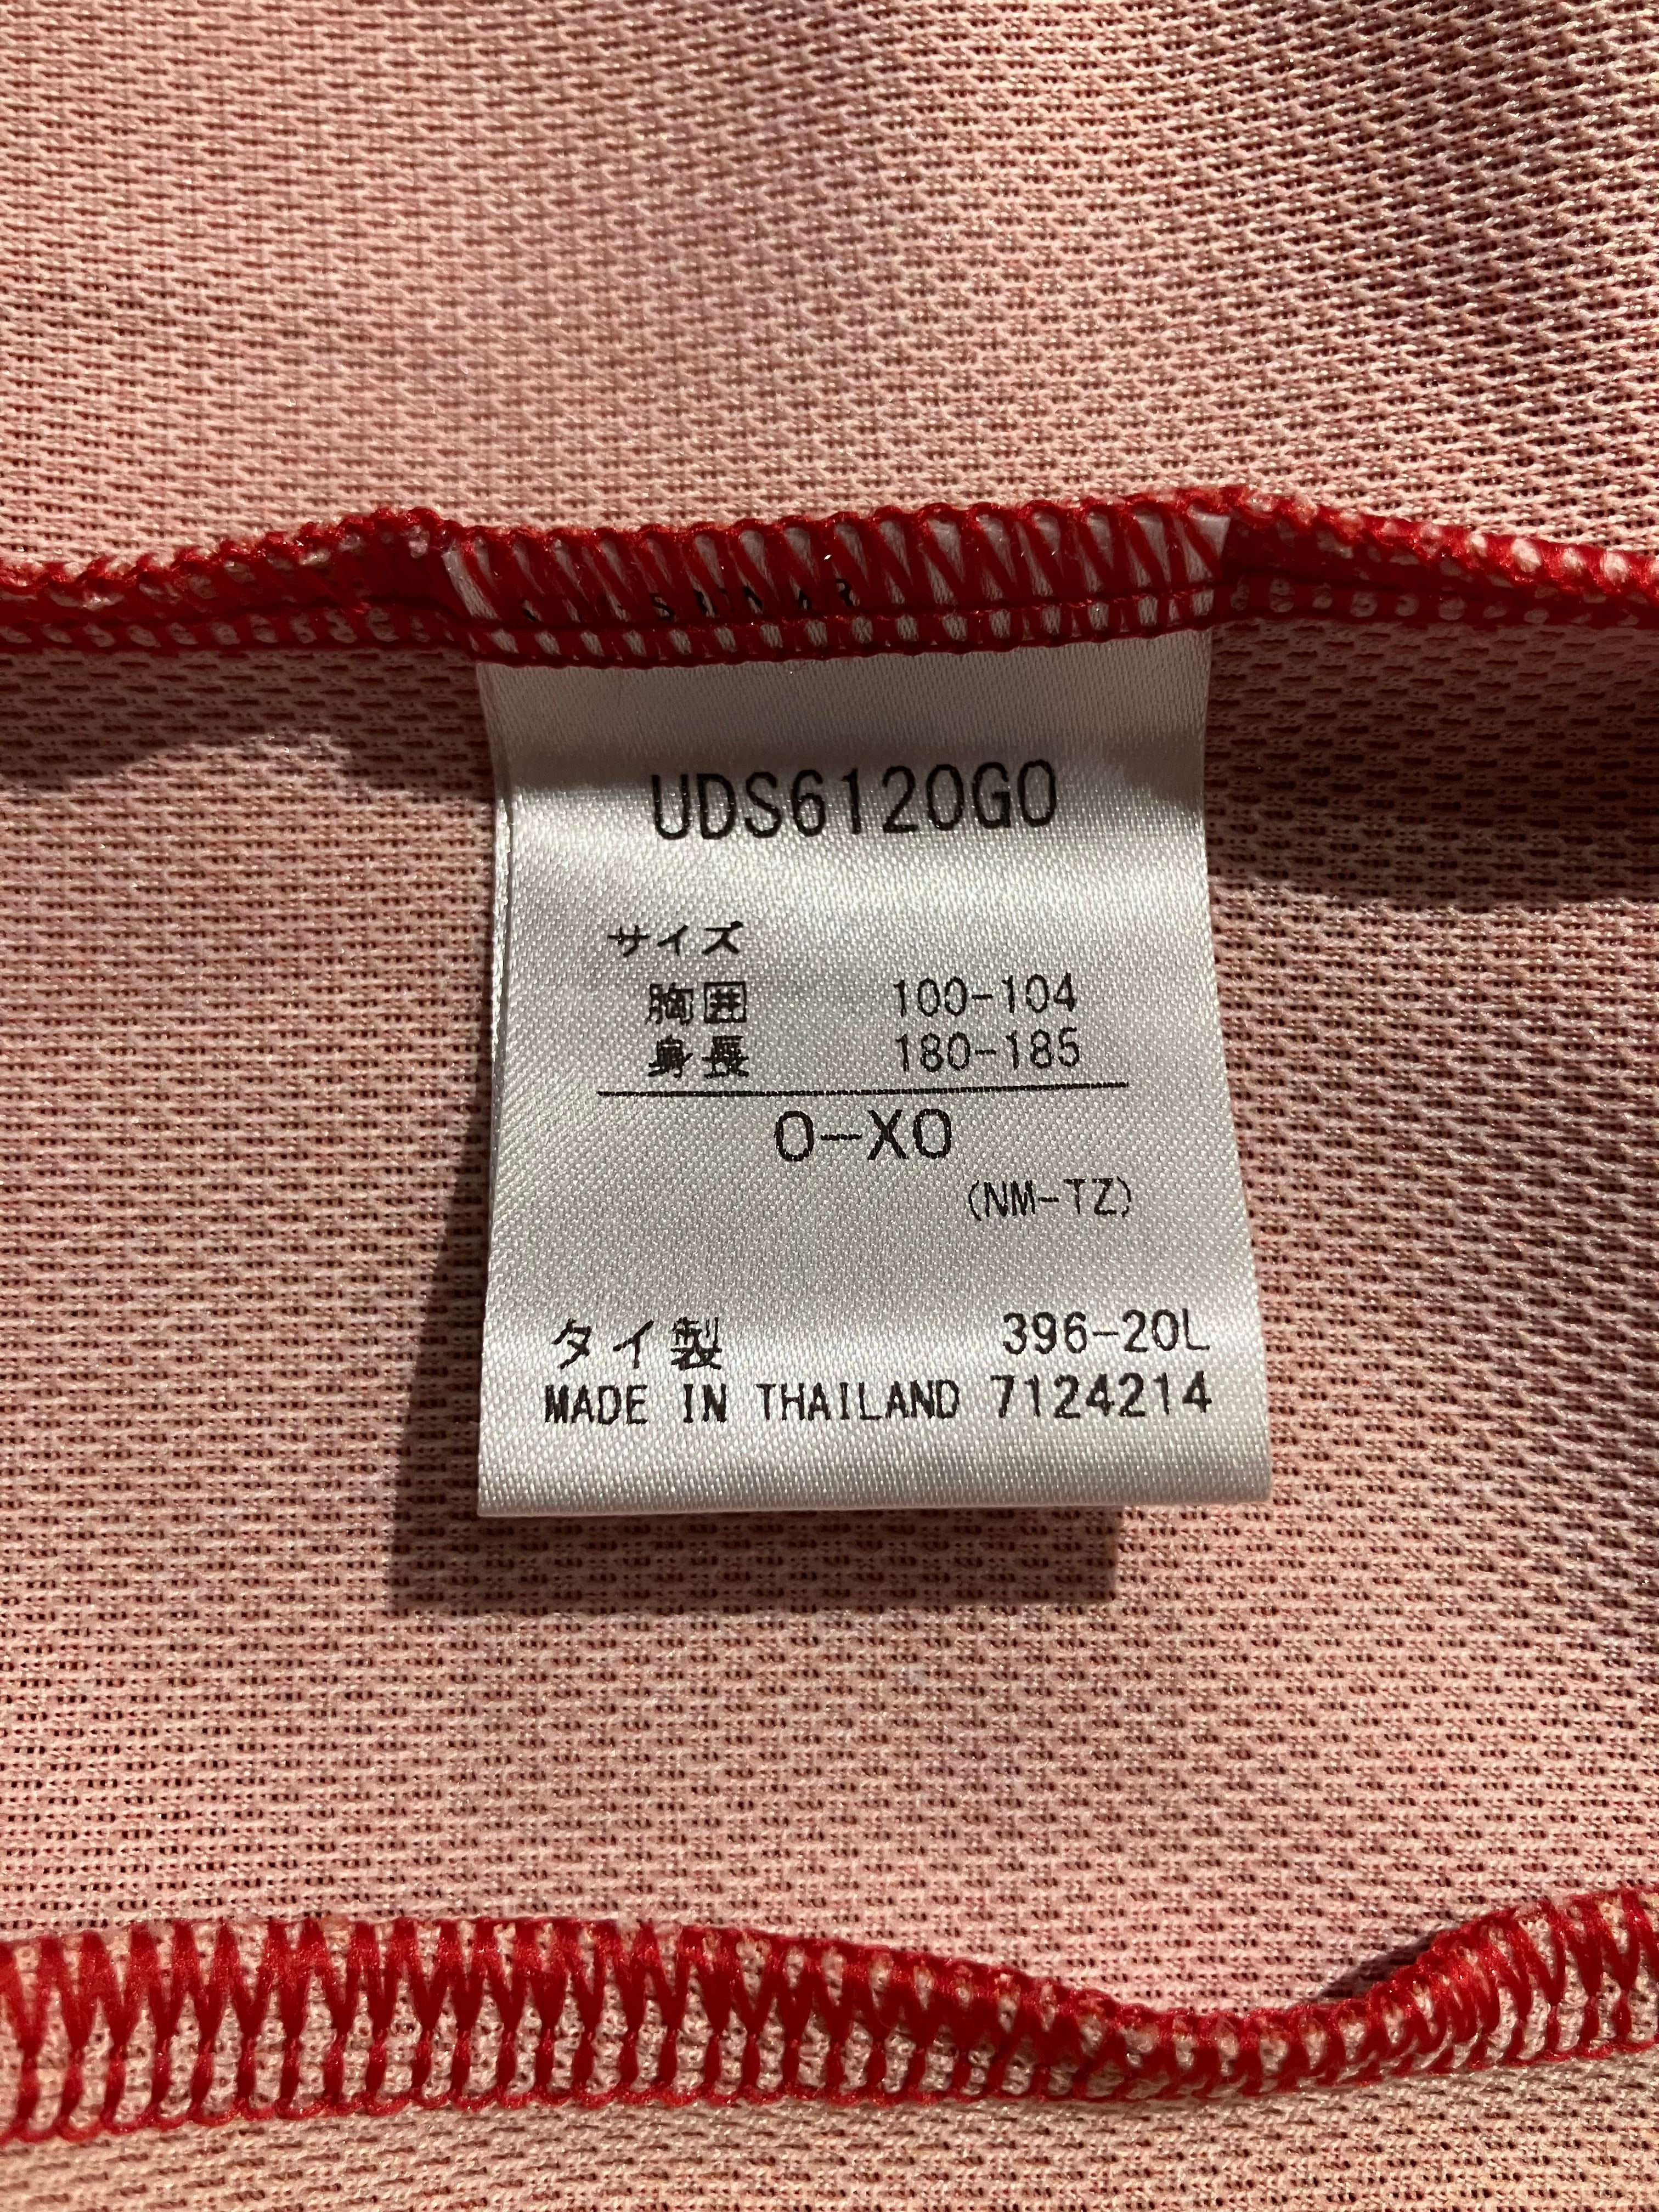 UDS6120GO
サイズ
胸囲 100-104
身長 180-185
O-XO
(NM-TZ)
タイ製 396-20L
MADE IN THAILAND 7124214